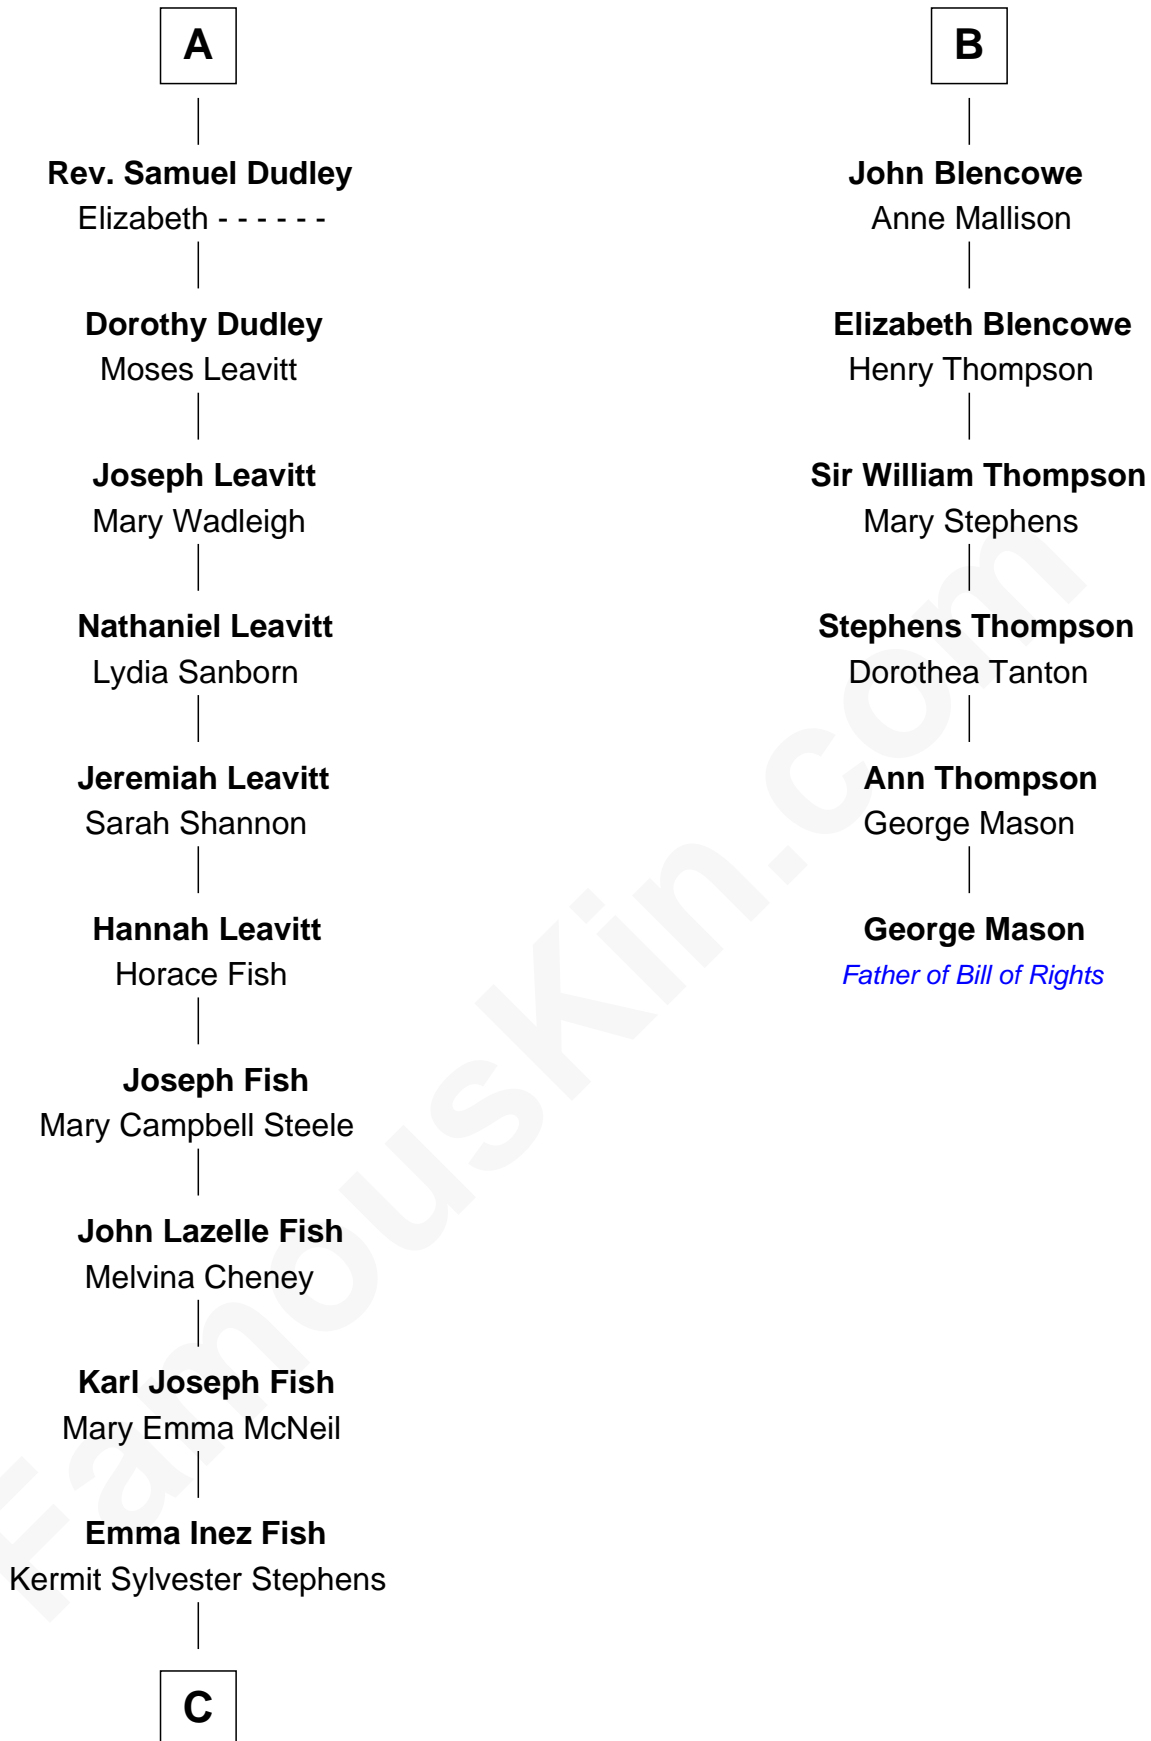 A
Rev. Samuel Dudley
Elizabeth - - - - - -
Dorothy Dudley
Moses Leavitt
Joseph Leavitt
Mary Wadleigh
Nathaniel Leavitt
Lydia Sanborn
Jeremiah Leavitt
Sarah Shannon
Hannah Leavitt
Horace Fish
Joseph Fish
Mary Campbell Steele
John Lazelle Fish
Melvina Cheney
Karl Joseph Fish
Mary Emma McNeil
Emma Inez Fish
Kermit Sylvester Stephens
C
B
John Blencowe
Anne Mallison
Elizabeth Blencowe
Henry Thompson
Sir William Thompson
Mary Stephens
Stephens Thompson
Dorothea Tanton
Ann Thompson
George Mason
George Mason
Father of Bill of Rights
FamousKin.com